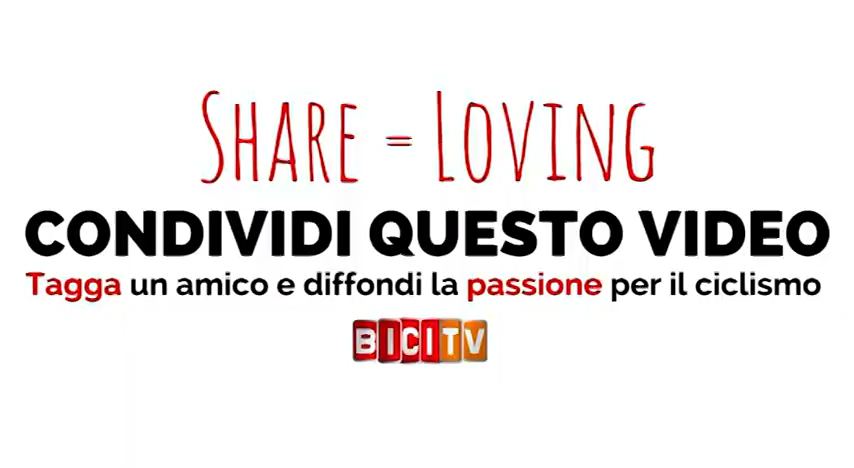 SHARE = LOVING
CONDIVIDI QUESTO VIDEO
Tagga un amico e diffondi la passione per il ciclismo
BICITV